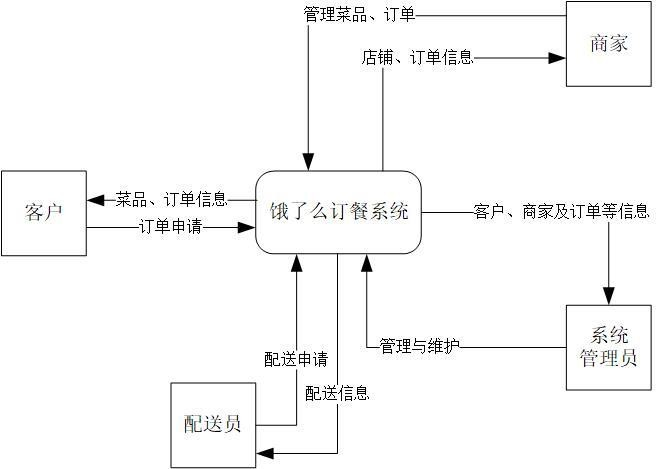 管理菜品、订单
商家
店铺、订单信息
客户
菜品、订单信息
订单申请
饿了么订餐系统
客户、商家及订单等信息
系统
管理员
管理与维护
配送申请
配送信息
配送员